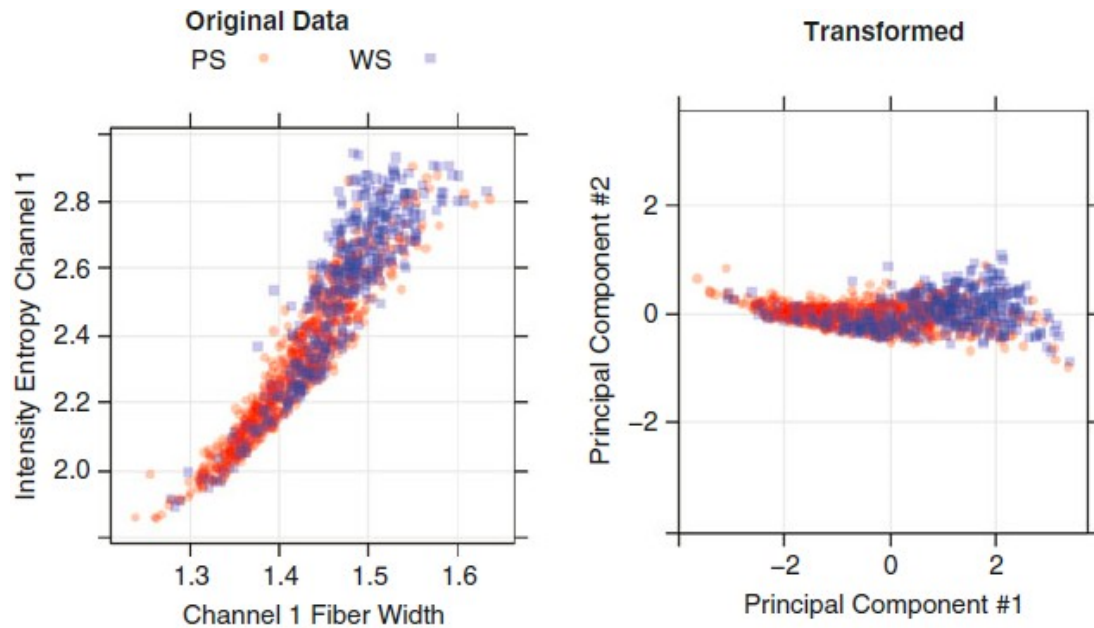 Original Data
PS WS
Intensity Entropy Channel 1
2.8
2.6
2.4
2.2
2.0
1.3 1.4 1.5 1.6
Channel 1 Fiber Width
Transformed
Principal Component #2
2
0
−2
−2 0 2
Principal Component #1